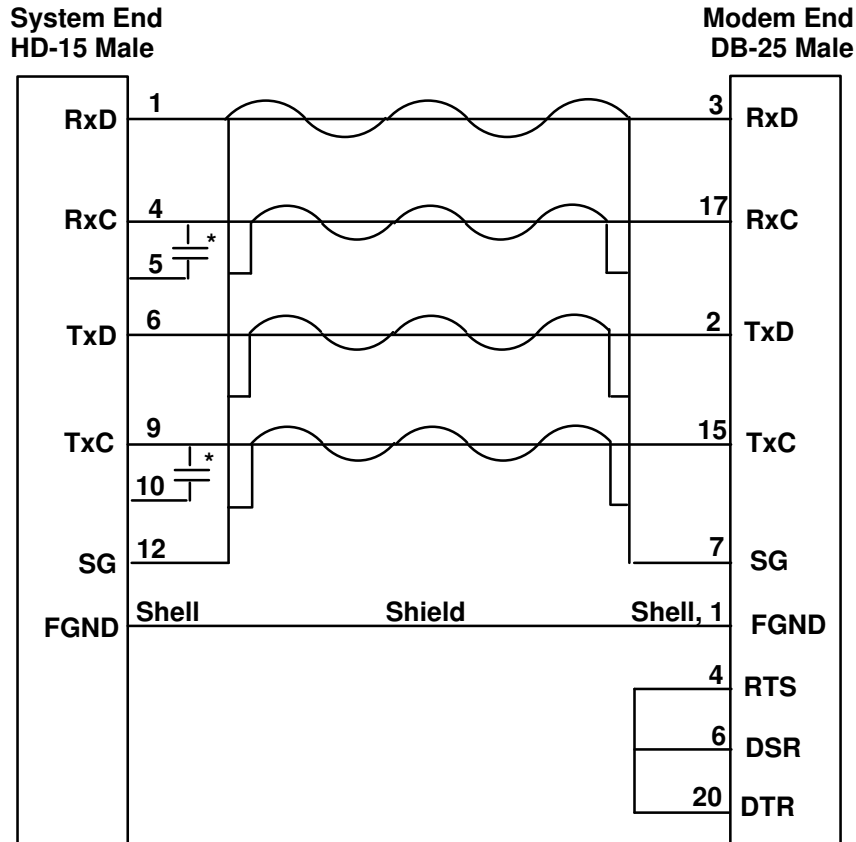 System End
HD-15 Male
Modem End
DB-25 Male
RxD 1 3 RxD
RxC 4 17 RxC
*
5
TxD 6 2 TxD
TxC 9 15 TxC
*
10
SG 12 7 SG
FGND Shell Shield Shell, 1 FGND
4 RTS
6 DSR
20 DTR